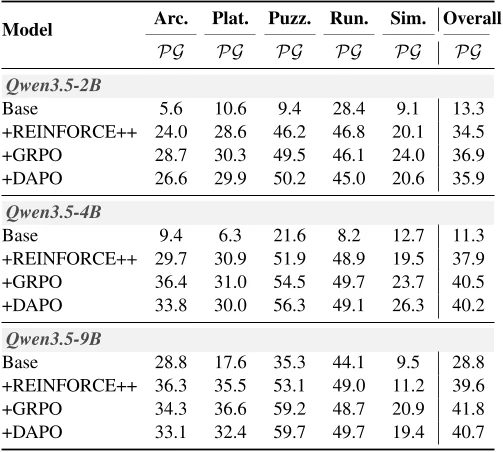 Model Arc. Plat. Puzz. Run. Sim. Overall
PG PG PG PG PG PG
Qwen3.5-2B
Base 5.6 10.6 9.4 28.4 9.1 13.3
+REINFORCE++ 24.0 28.6 46.2 46.8 20.1 34.5
+GRPO 28.7 30.3 49.5 46.1 24.0 36.9
+DAPO 26.6 29.9 50.2 45.0 20.6 35.9
Qwen3.5-4B
Base 9.4 6.3 21.6 8.2 12.7 11.3
+REINFORCE++ 29.7 30.9 51.9 48.9 19.5 37.9
+GRPO 36.4 31.0 54.5 49.7 23.7 40.5
+DAPO 33.8 30.0 56.3 49.1 26.3 40.2
Qwen3.5-9B
Base 28.8 17.6 35.3 44.1 9.5 28.8
+REINFORCE++ 36.3 35.5 53.1 49.0 11.2 39.6
+GRPO 34.3 36.6 59.2 48.7 20.9 41.8
+DAPO 33.1 32.4 59.7 49.7 19.4 40.7